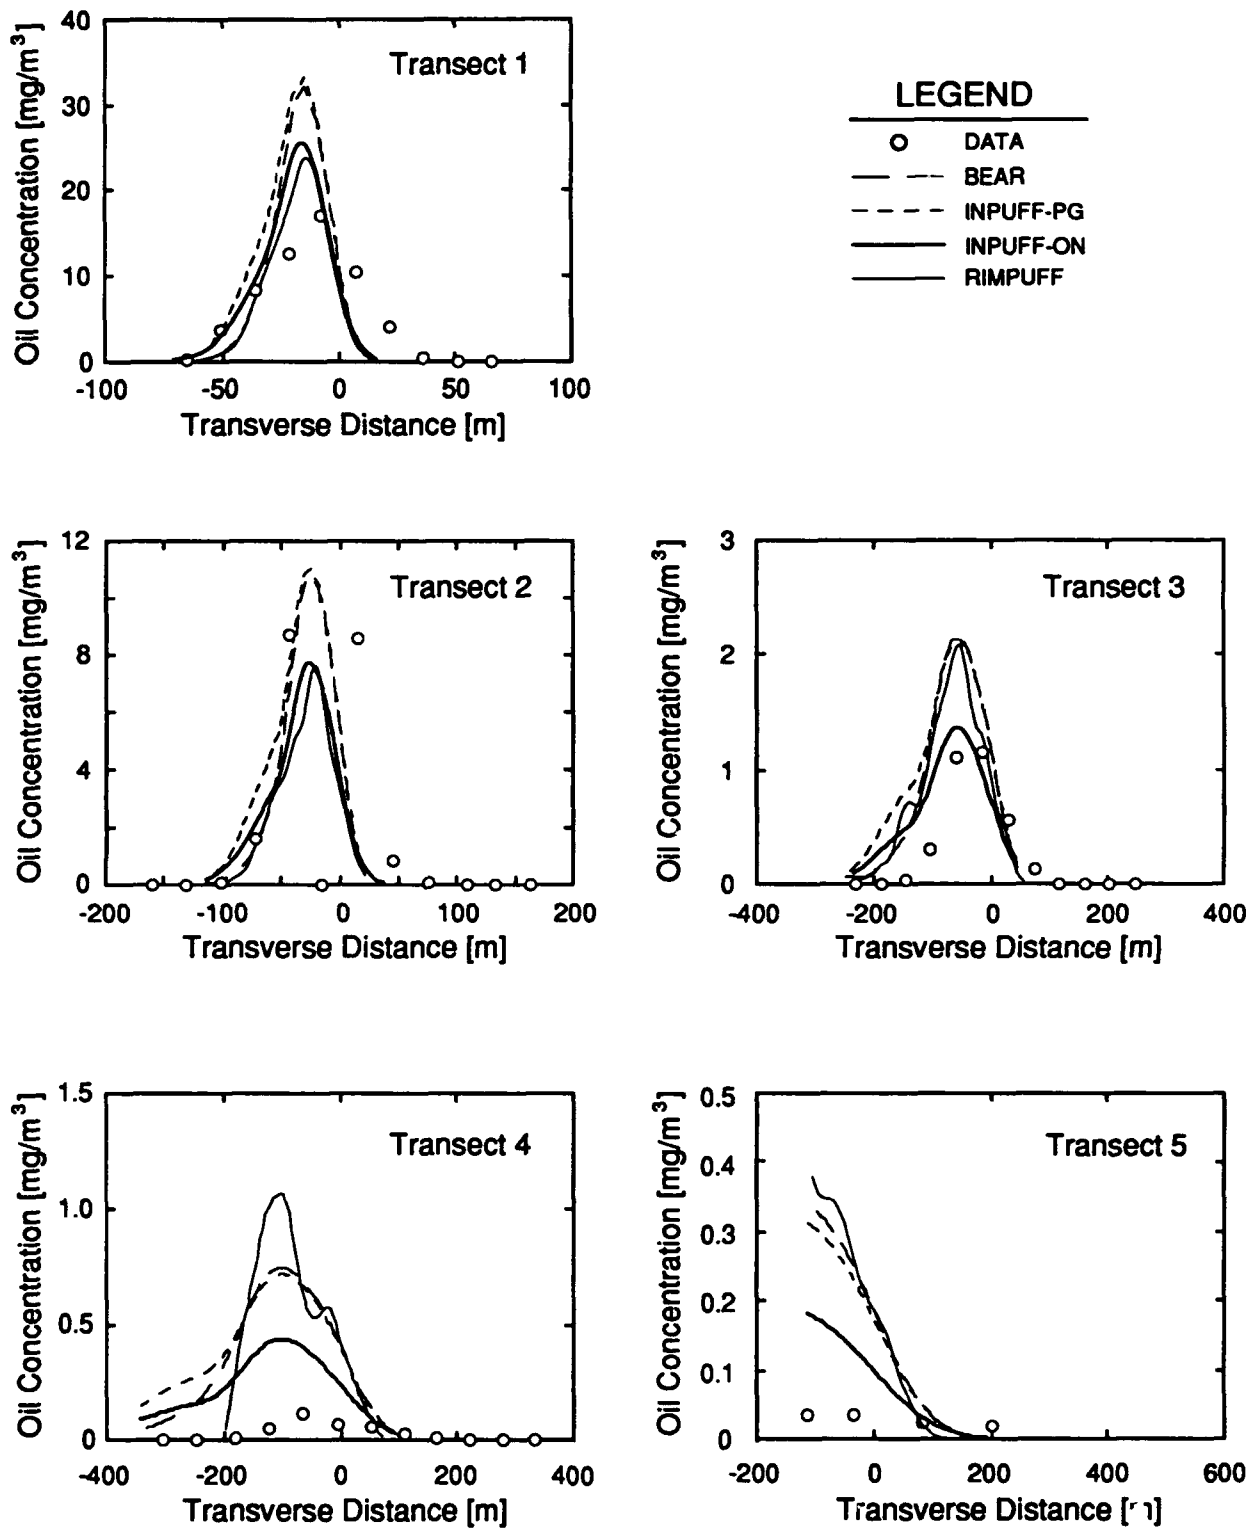 Transect 1
Oil Concentration [mg/m³]
40
30
20
10
0
-100 -50 0 50 100
Transverse Distance [m]
LEGEND
DATA
BEAR
INPUFF-PG
INPUFF-ON
RIMPUFF
Transect 2
Oil Concentration [mg/m³]
12
8
4
0
-200 -100 0 100 200
Transverse Distance [m]
Transect 3
Oil Concentration [mg/m³]
3
2
1
0
-400 -200 0 200 400
Transverse Distance [m]
Transect 4
Oil Concentration [mg/m³]
1.5
1.0
0.5
0
-400 -200 0 200 400
Transverse Distance [m]
Transect 5
Oil Concentration [mg/m³]
0.5
0.4
0.3
0.2
0.1
0
-200 0 200 400 600
Transverse Distance